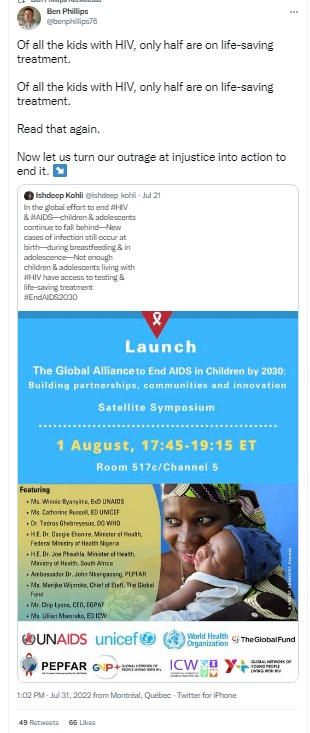 Ben Phillips
@benphillips76
Of all the kids with HIV, only half are on life-saving
treatment.
Of all the kids with HIV, only half are on life-saving
treatment.
Read that again.
Now let us turn our outrage at injustice into action to
end it.
Ishdeep Kohli @ishdeep_kohli · Jul 21
In the global effort to end #HIV
& #AIDS—children & adolescents
continue to fall behind—New
cases of infection still occur at
birth—during breastfeeding & in
adolescence—Not enough
children & adolescents living with
#HIV have access to testing &
life-saving treatment
#EndAIDS2030
Launch
The Global Alliance to End AIDS in Children by 2030:
Building partnerships, communities and innovation
Satellite Symposium
1 August, 17:45-19:15 ET
Room 517c/Channel 5
Featuring
• Ms. Winnie Byanyima, ExD UNAIDS
• Ms. Catherine Russell, ED UNICEF
• Dr. Tedros Ghebreyesus, DG WHO
• H.E. Dr. Osagie Ehanire, Minister of Health,
Federal Ministry of Health Nigeria
• H.E. Dr. Joe Phaahla, Minister of Health,
Ministry of Health, South Africa
• Ambassador Dr. John Nkengasong, PEPFAR
• Ms. Marijke Wijnroks, Chief of Staff, The Global
Fund
• Mr. Chip Lyons, CEO, EGPAF
• Ms. Lillian Mworeko, ED ICW
UNAIDS
unicef
World Health
Organization
The Global Fund
PEPFAR
GNP+
GLOBAL NETWORK OF
PEOPLE LIVING WITH HIV
ICW
Y+
GLOBAL NETWORK OF
YOUNG PEOPLE
LIVING WITH HIV
1:02 PM · Jul 31, 2022 from Montréal, Québec · Twitter for iPhone
49 Retweets 66 Likes